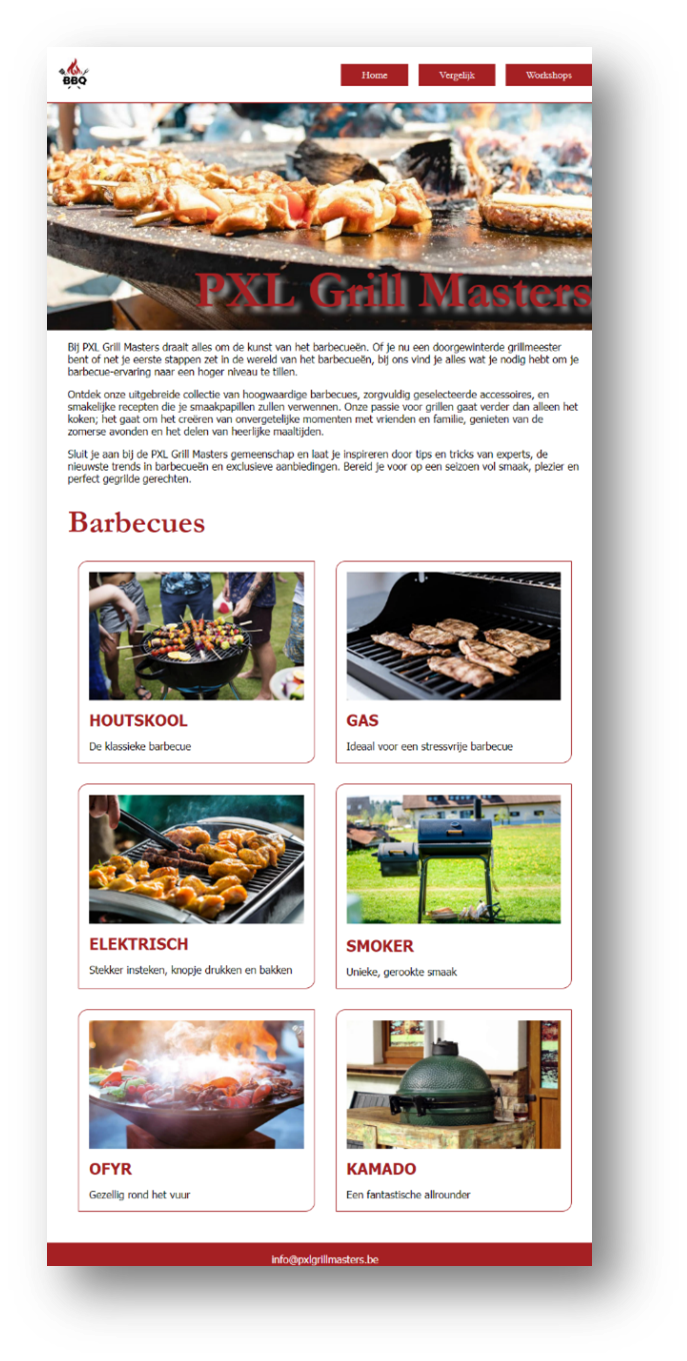 BBQ
Home Vergelijk Workshops
PXL Grill Masters
Bij PXL Grill Masters draait alles om de kunst van het barbecueën. Of je nu een doorgewinterde grillmeester
bent of net je eerste stappen zet in de wereld van het barbecueën, bij ons vind je alles wat je nodig hebt om je
barbecue-ervaring naar een hoger niveau te tillen.
Ontdek onze uitgebreide collectie van hoogwaardige barbecues, zorgvuldig geselecteerde accessoires, en
smakelijke recepten die je smaakpapillen zullen verwennen. Onze passie voor grillen gaat verder dan alleen het
koken; het gaat om het creëren van onvergetelijke momenten met vrienden en familie, genieten van de
zomerse avonden en het delen van heerlijke maaltijden.
Sluit je aan bij de PXL Grill Masters gemeenschap en laat je inspireren door tips en tricks van experts, de
nieuwste trends in barbecueën en exclusieve aanbiedingen. Bereid je voor op een seizoen vol smaak, plezier en
perfect gegrilde gerechten.
Barbecues
HOUTSKOOL
De klassieke barbecue
GAS
Ideaal voor een stressvrije barbecue
ELEKTRISCH
Stekker insteken, knopje drukken en bakken
SMOKER
Unieke, gerookte smaak
OFYR
Gezellig rond het vuur
KAMADO
Een fantastische allrounder
info@pxlgrillmasters.be